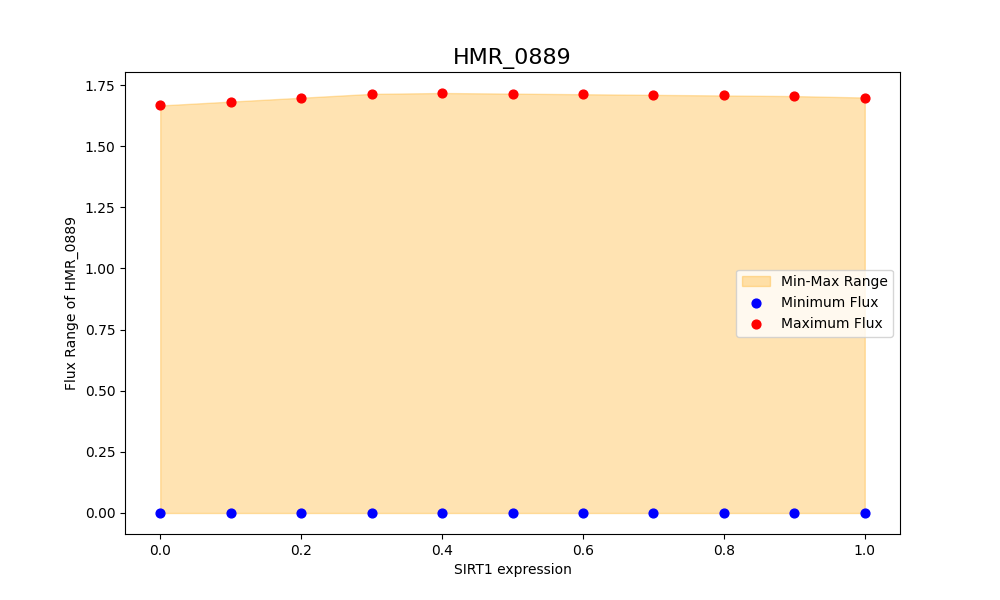 HMR_0889
Flux Range of HMR_0889
1.75
1.50
1.25
1.00
0.75
0.50
0.25
0.00
Min-Max Range
Minimum Flux
Maximum Flux
0.0 0.2 0.4 0.6 0.8 1.0
SIRT1 expression